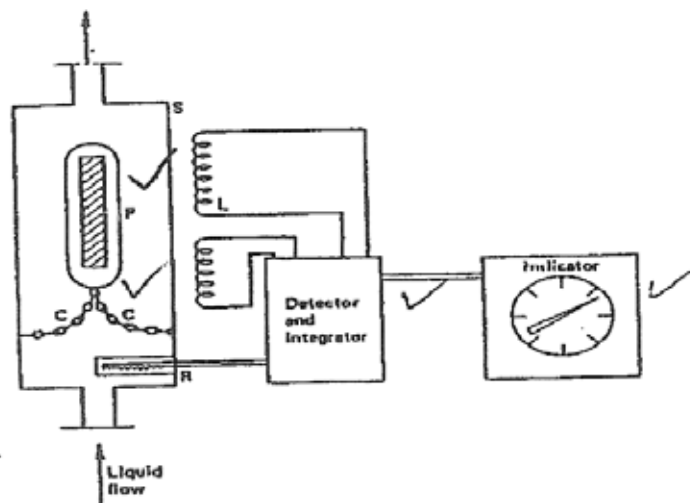 S
P
L
C C
R
Detector
and
Integrator
Indicator
Liquid
flow